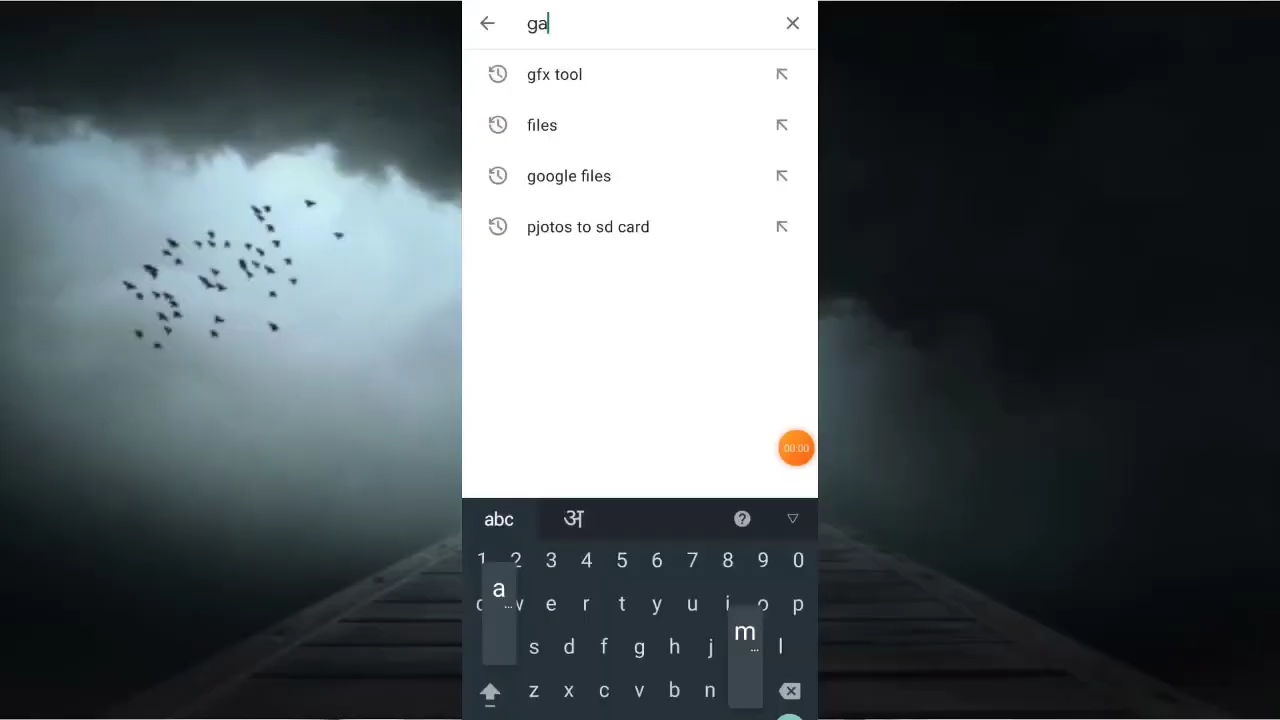 ga
gfx tool
files
google files
pjotos to sd card
00:00
abc अ ?
1 2 3 4 5 6 7 8 9 0
a
w e r t y u i o p
m
s d f g h j l
z x c v b n